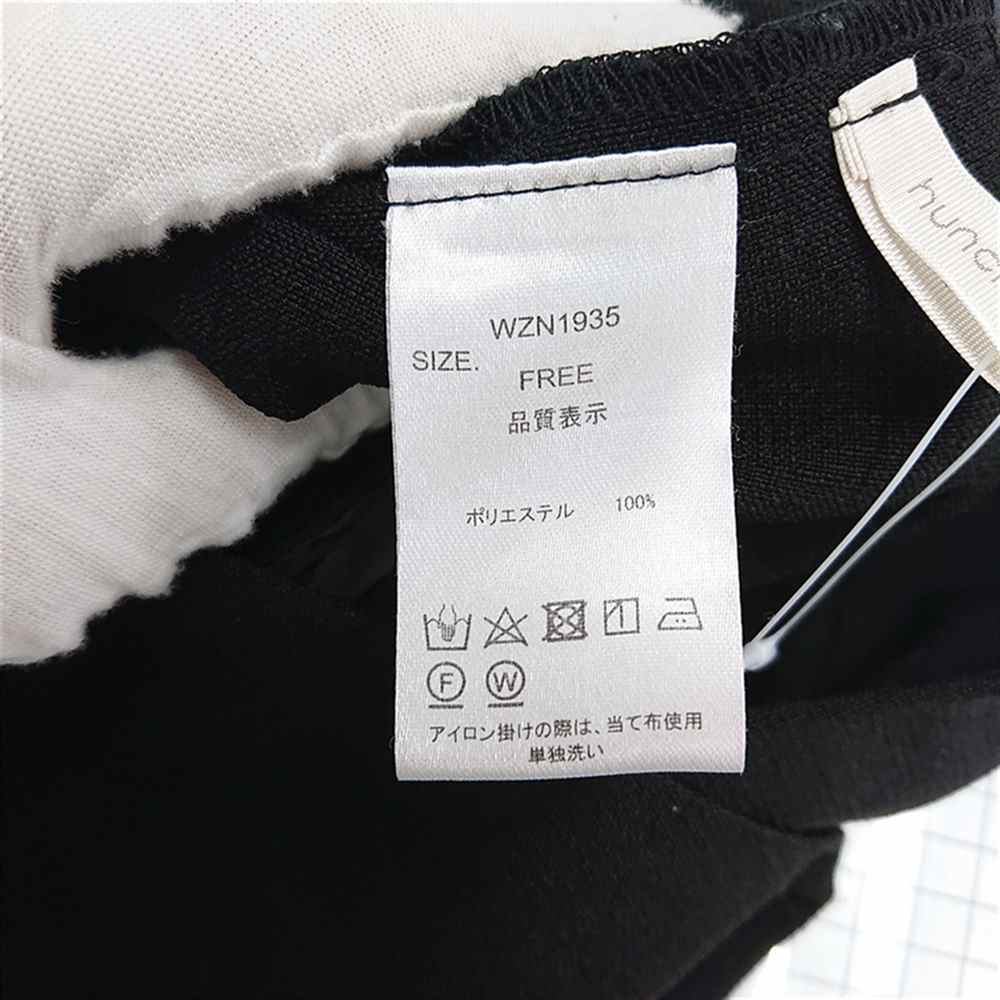 WZN1935
SIZE.
FREE
品質表示
ポリエステル 100%
F W
アイロン掛けの際は、当て布使用
単独洗い